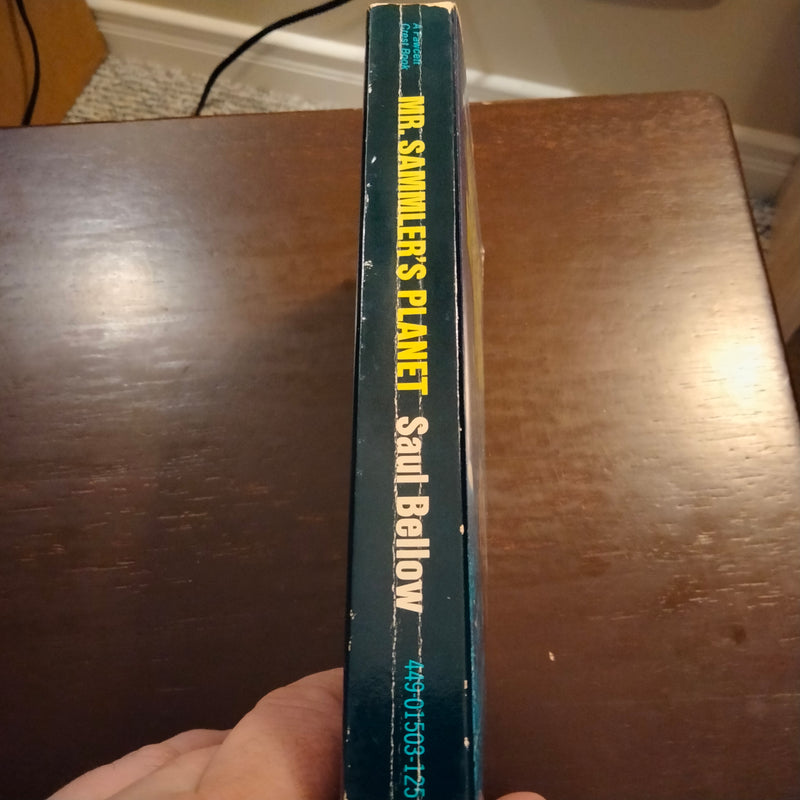 A Fawcett
Crest Book
MR. SAMMLER'S PLANET Saul Bellow
449-01503-125